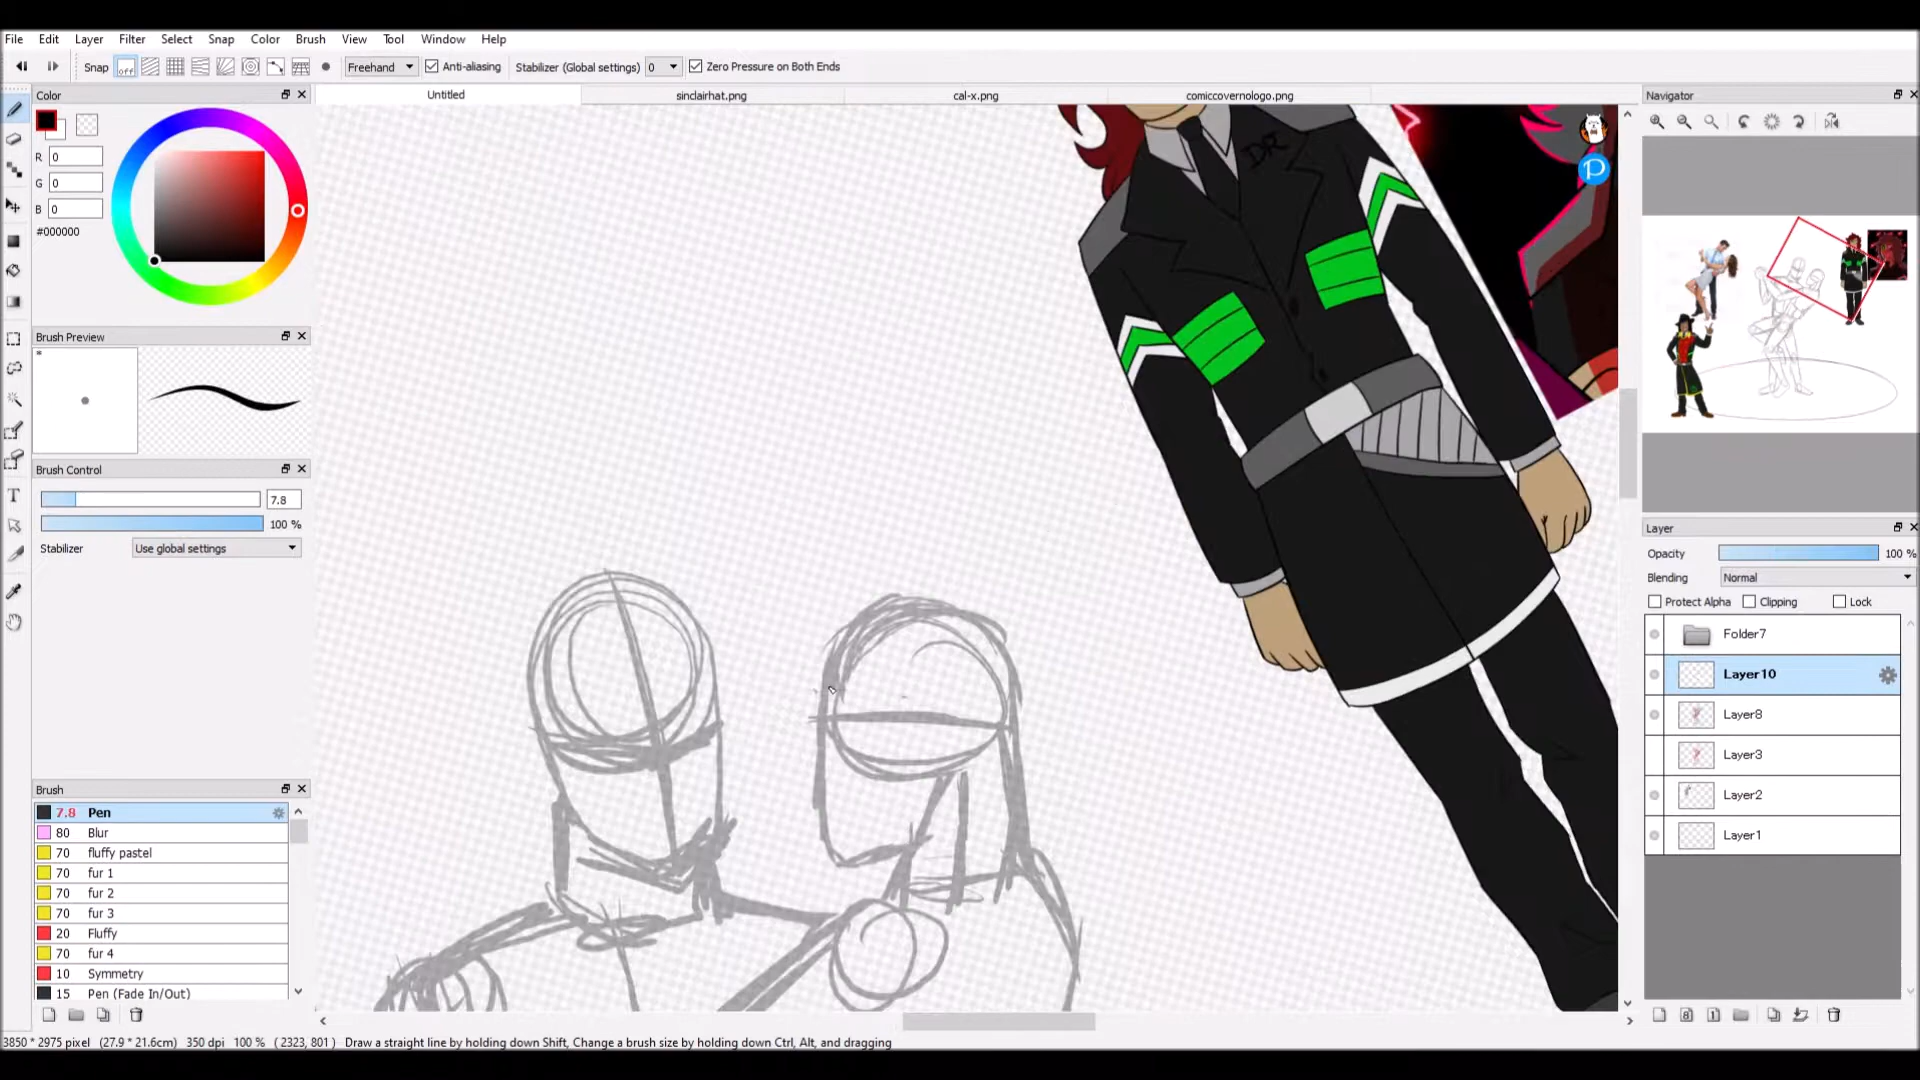 File Edit Layer Filter Select Snap Color Brush View Tool Window Help
Snap off Freehand Anti-aliasing Stabilizer (Global settings) 0 Zero Pressure on Both Ends
Color
Untitled sinclairhat.png cal-x.png comiccovernologo.png
Navigator
R 0
G 0
B 0
#000000
DR
P
Brush Preview
*
Brush Control
7.8
100 %
Stabilizer Use global settings
Layer
Opacity 100 %
Blending Normal
Protect Alpha Clipping Lock
Folder7
Layer10
Layer8
Layer3
Layer2
Layer1
Brush
7.8 Pen
80 Blur
70 fluffy pastel
70 fur 1
70 fur 2
70 fur 3
20 Fluffy
70 fur 4
10 Symmetry
15 Pen (Fade In/Out)
T
8 1
3850 * 2975 pixel (27.9 * 21.6cm) 350 dpi 100 % ( 2323, 801 ) Draw a straight line by holding down Shift, Change a brush size by holding down Ctrl, Alt, and dragging